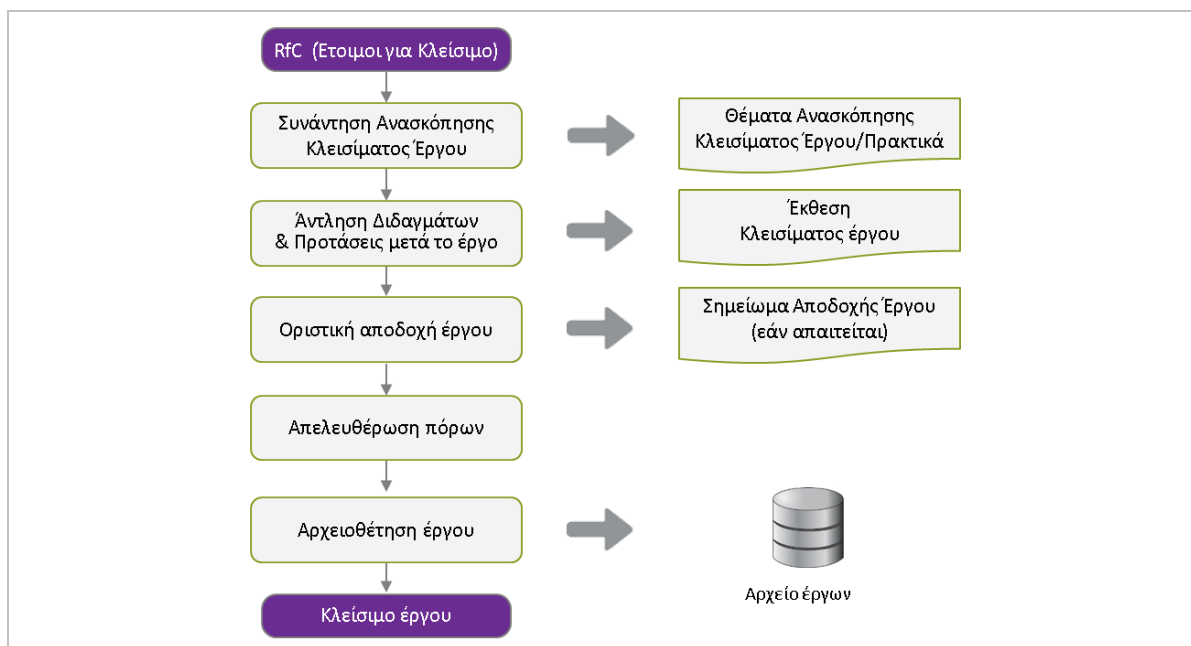 RfC (Έτοιμοι για Κλείσιμο)
Συνάντηση Ανασκόπησης
Κλεισίματος Έργου
Θέματα Ανασκόπησης
Κλεισίματος Έργου/Πρακτικά
Άντληση Διδαγμάτων
& Προτάσεις μετά το έργο
Έκθεση
Κλεισίματος έργου
Οριστική αποδοχή έργου
Σημείωμα Αποδοχής Έργου
(εάν απαιτείται)
Απελευθέρωση πόρων
Αρχειοθέτηση έργου
Αρχείο έργων
Κλείσιμο έργου